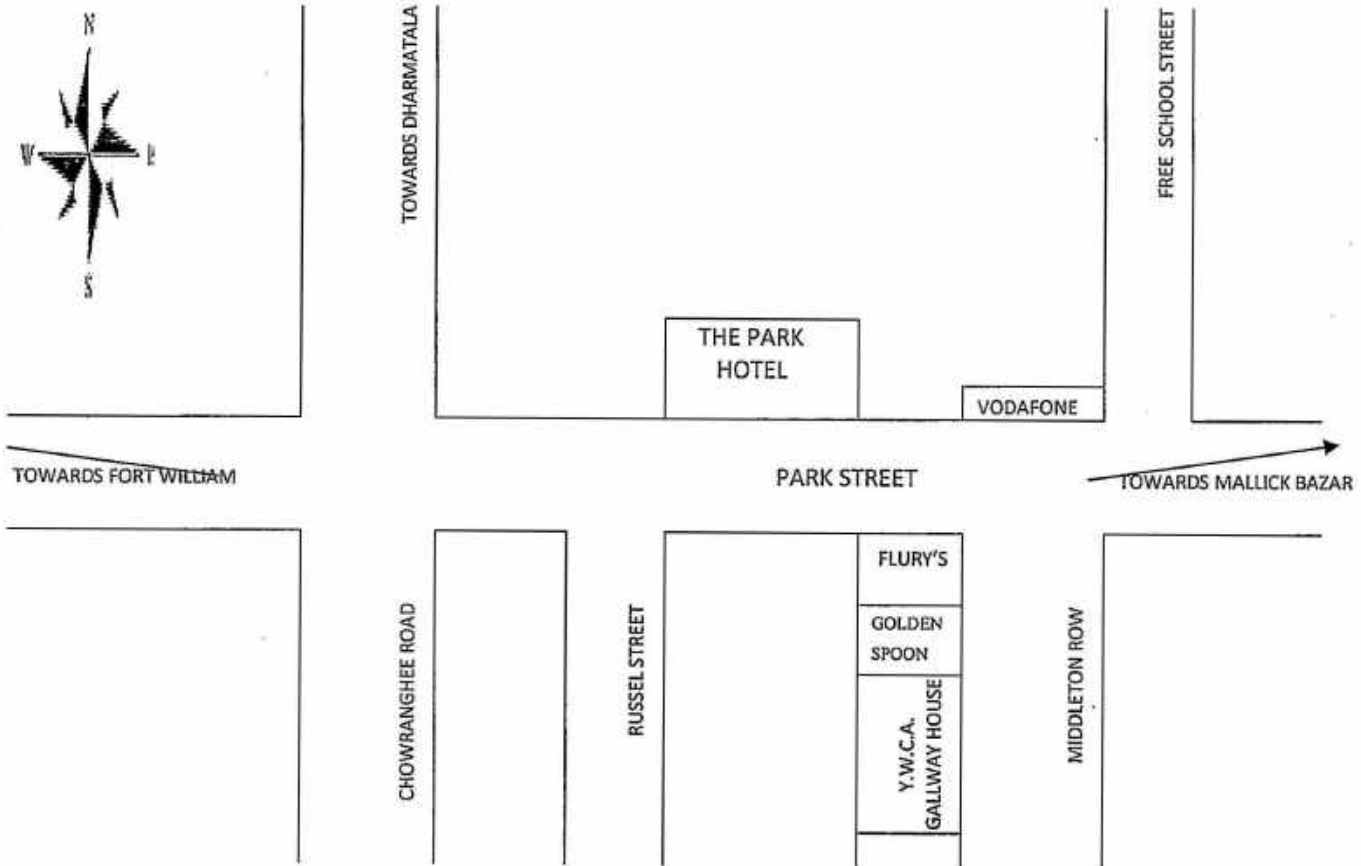 N
W E
S
TOWARDS DHARMATALA
FREE SCHOOL STREET
THE PARK
HOTEL
VODAFONE
TOWARDS FORT WILLIAM
PARK STREET
TOWARDS MALLICK BAZAR
CHOWRANGHEE ROAD
RUSSEL STREET
FLURY'S
GOLDEN
SPOON
Y.W.C.A.
GALLWAY HOUSE
MIDDLETON ROW